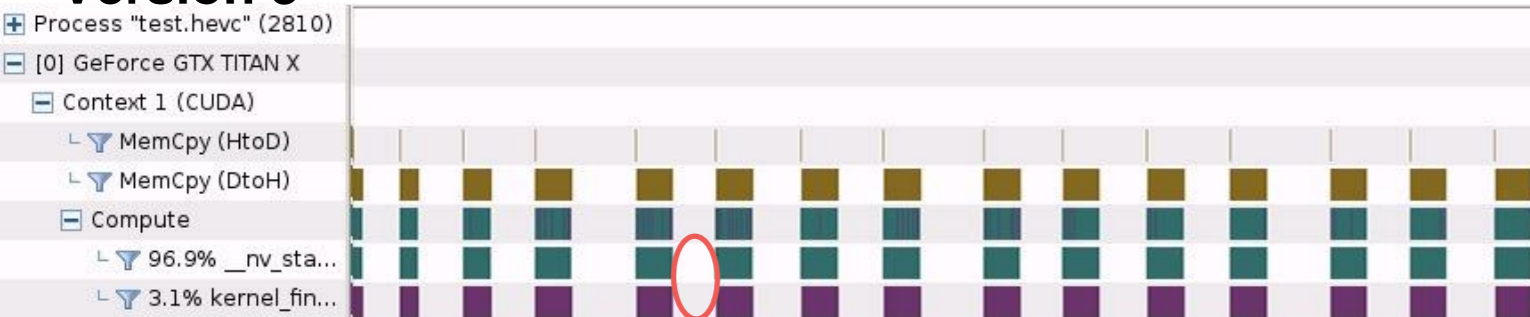 Process "test.hevc" (2810)
[0] GeForce GTX TITAN X
Context 1 (CUDA)
MemCpy (HtoD)
MemCpy (DtoH)
Compute
96.9% __nv_sta...
3.1% kernel_fin...